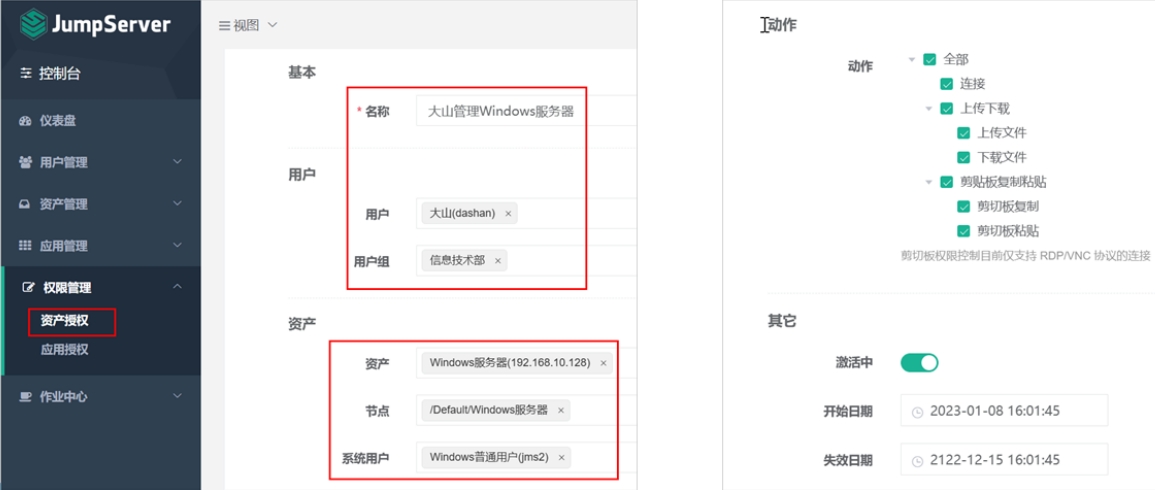 JumpServer
控制台
仪表盘
用户管理
资产管理
应用管理
权限管理
资产授权
应用授权
作业中心
视图
基本
* 名称 大山管理Windows服务器
用户
用户 大山(dashan) ×
用户组 信息技术部 ×
资产
资产 Windows服务器(192.168.10.128) ×
节点 /Default/Windows服务器 ×
系统用户 Windows普通用户(jms2) ×
动作
动作 全部
连接
上传下载
上传文件
下载文件
剪贴板复制粘贴
剪切板复制
剪切板粘贴
剪切板权限控制目前仅支持 RDP/VNC 协议的连接
其它
激活中
开始日期 2023-01-08 16:01:45
失效日期 2122-12-15 16:01:45